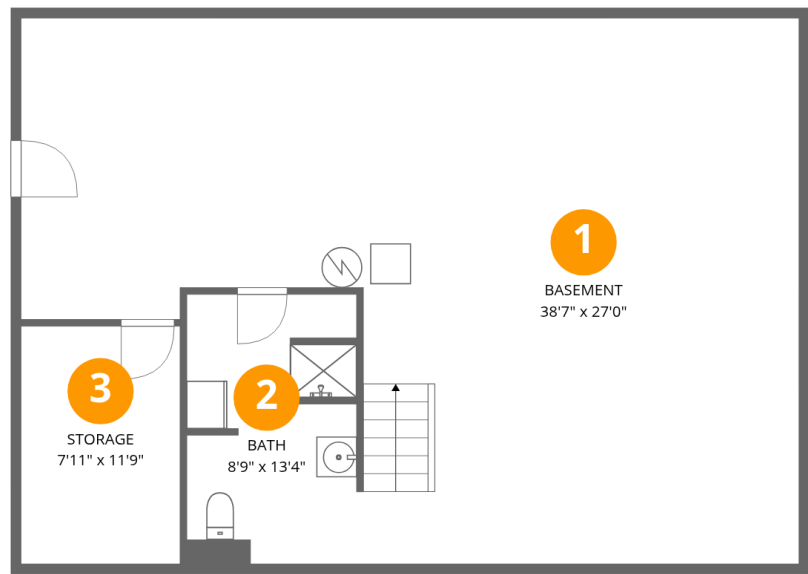 1
BASEMENT
38'7" x 27'0"
2
BATH
8'9" x 13'4"
3
STORAGE
7'11" x 11'9"